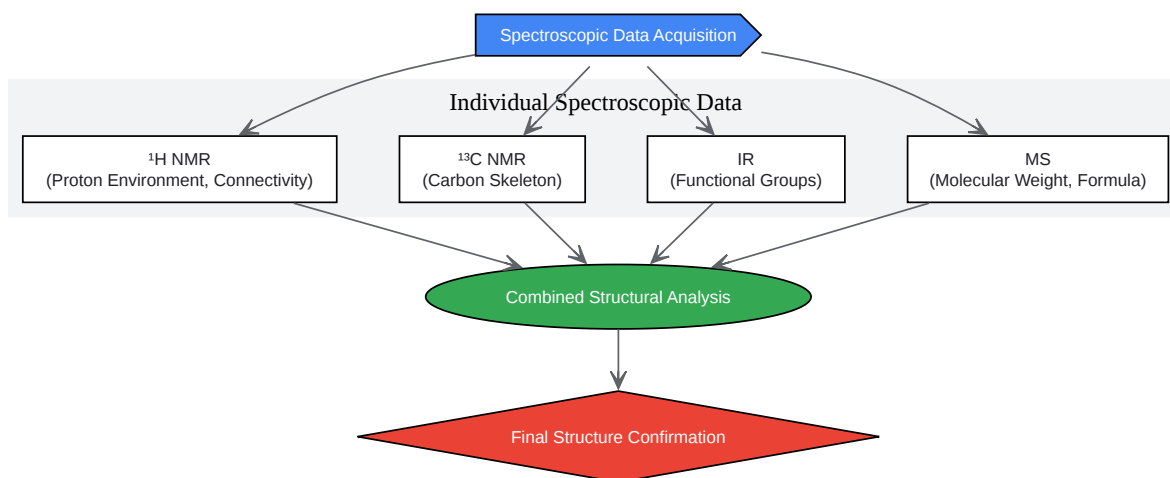 Spectroscopic Data Acquisition
Individual Spectroscopic Data
¹H NMR
(Proton Environment, Connectivity)
¹³C NMR
(Carbon Skeleton)
IR
(Functional Groups)
MS
(Molecular Weight, Formula)
Combined Structural Analysis
Final Structure Confirmation